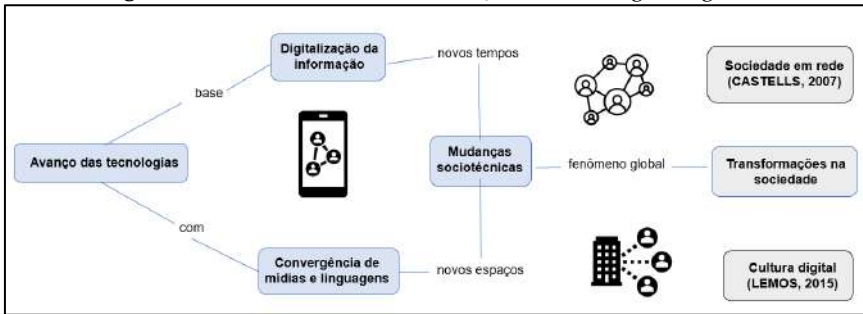 Digitalização da
informação
novos tempos
Sociedade em rede
(CASTELLS, 2007)
base
Avanço das tecnologias
Mudanças
sociotécnicas
fenômeno global
Transformações na
sociedade
com
Convergência de
mídias e linguagens
novos espaços
Cultura digital
(LEMOS, 2015)